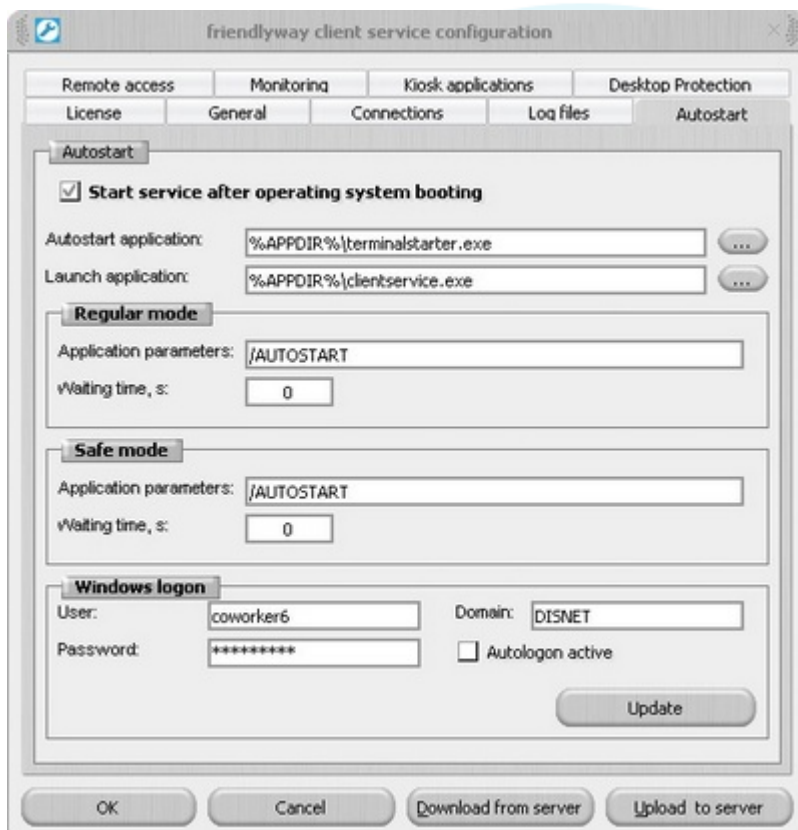 friendlyway client service configuration
Remote access Monitoring Kiosk applications Desktop Protection
License General Connections Log files Autostart
Autostart
Start service after operating system booting
Autostart application: %APPDIR%\terminalstarter.exe ...
Launch application: %APPDIR%\clientservice.exe ...
Regular mode
Application parameters: /AUTOSTART
Waiting time, s: 0
Safe mode
Application parameters: /AUTOSTART
Waiting time, s: 0
Windows logon
User: coworker6 Domain: DISNET
Password: ********* Autologon active
Update
OK Cancel Download from server Upload to server